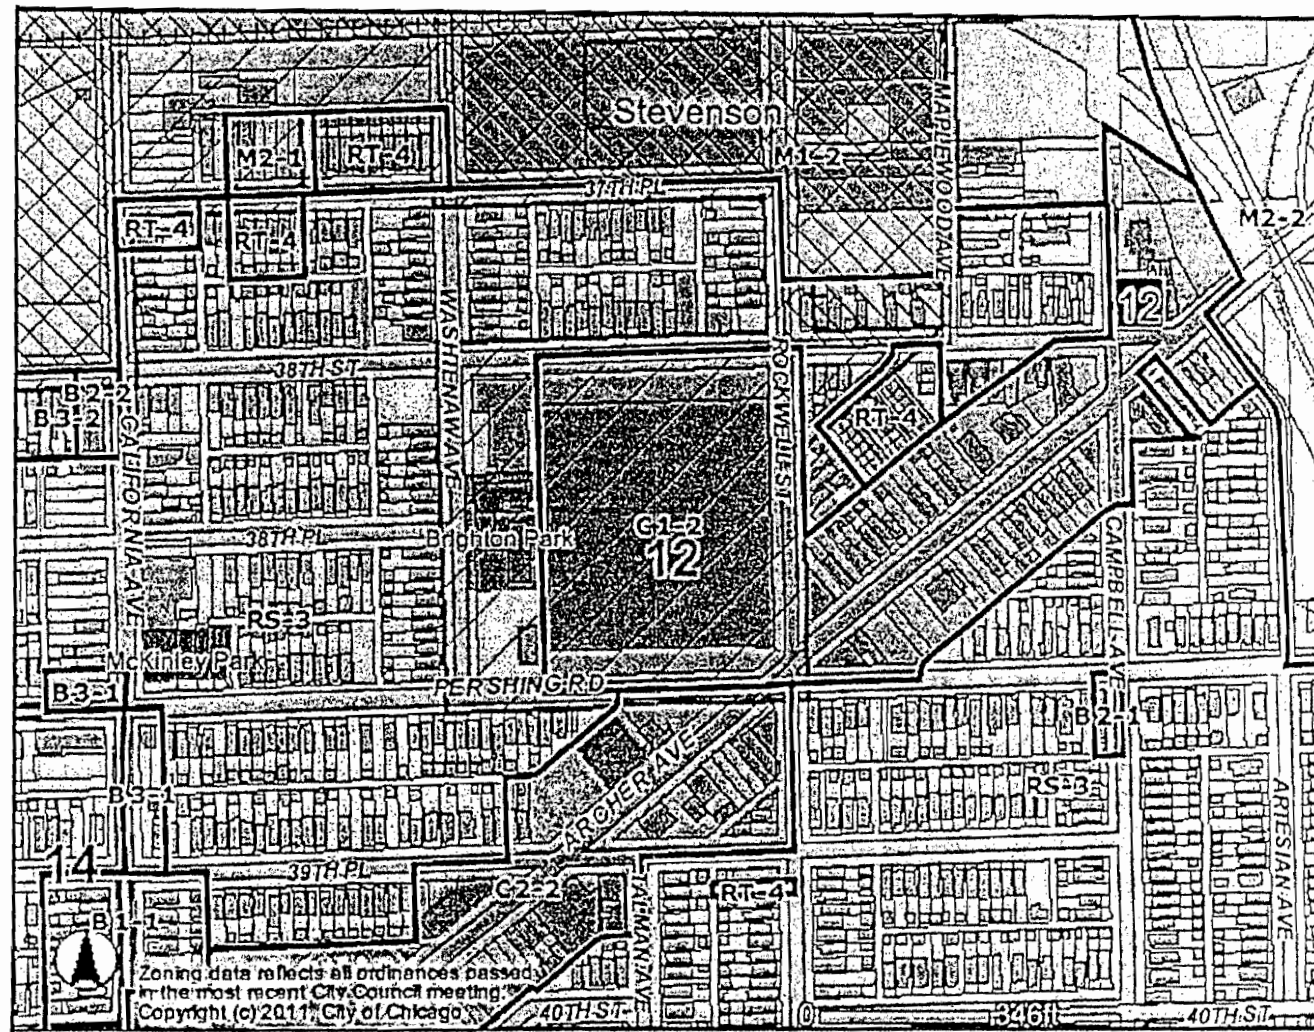 Stevenson
M2-1
RT-4
M1-2
MAPLEWOOD AVE
37TH PL
RT-4
RT-4
M2-2
12
WASHTENAW AVE
ROCKWELL ST
38TH ST
B2-2
B3-2
RT-4
CALIFORNIA AVE
C1-2
12
38TH PL
Brighton Park
CAMPBELL AVE
RS-3
McKinley Park
B3-1
PERSHING RD
B2-1
ARCHER AVE
RS-3
B3-1
ARTESIAN AVE
14
39TH PL
C2-2
TALMAN AVE
RT-4
B1-1
Zoning data reflects all ordinances passed
in the most recent City Council meeting.
Copyright (c) 2011, City of Chicago
40TH ST
0
346ft
40TH ST